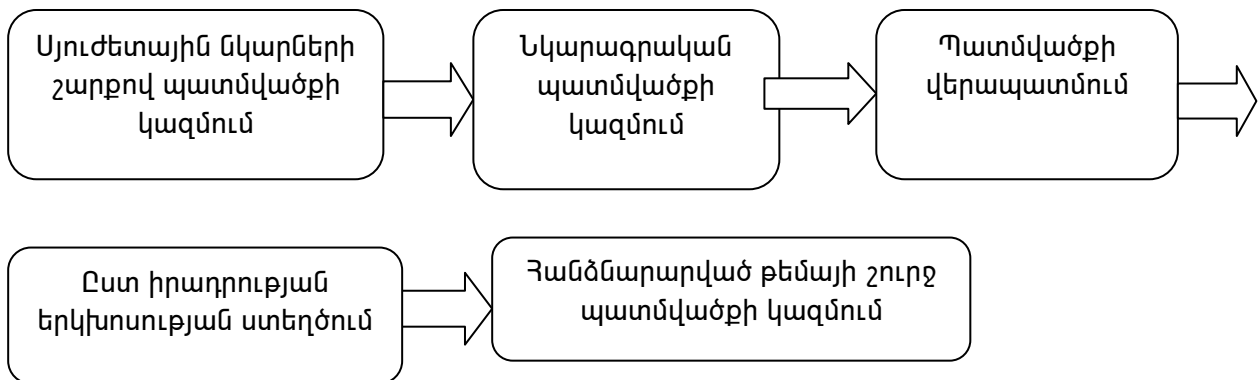 Սյուժետային նկարների
շարքով պատմվածքի
կազմում
Նկարագրական
պատմվածքի
կազմում
Պատմվածքի
վերապատմում
Ըստ իրադրության
երկխոսության ստեղծում
Հանձնարարված թեմայի շուրջ
պատմվածքի կազմում